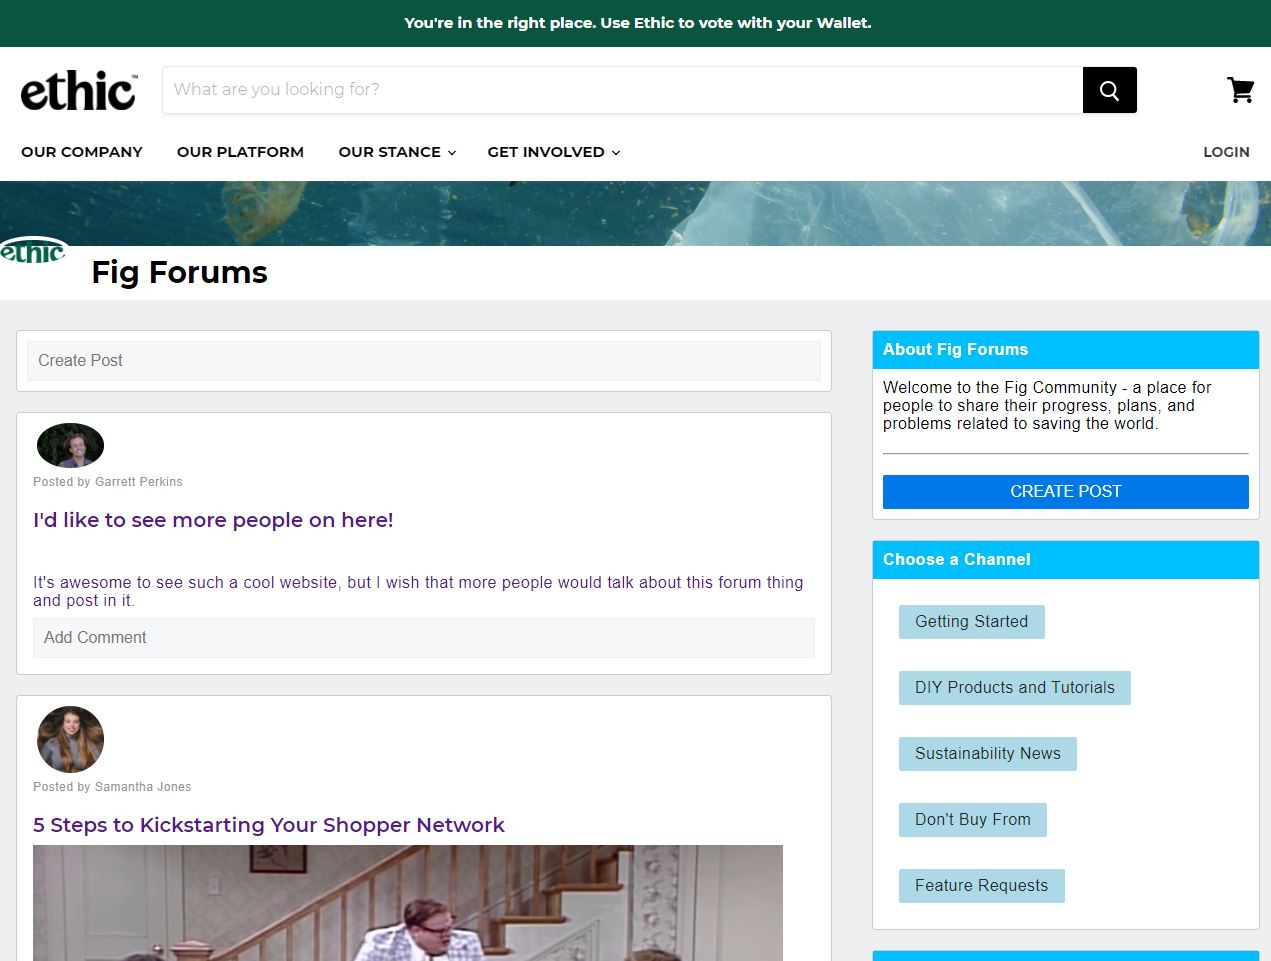 You're in the right place. Use Ethic to vote with your Wallet.
ethic™
What are you looking for?
OUR COMPANY
OUR PLATFORM
OUR STANCE
GET INVOLVED
LOGIN
ethic
Fig Forums
Create Post
Posted by Garrett Perkins
I'd like to see more people on here!
It's awesome to see such a cool website, but I wish that more people would talk about this forum thing
and post in it.
Add Comment
Posted by Samantha Jones
5 Steps to Kickstarting Your Shopper Network
About Fig Forums
Welcome to the Fig Community - a place for
people to share their progress, plans, and
problems related to saving the world.
CREATE POST
Choose a Channel
Getting Started
DIY Products and Tutorials
Sustainability News
Don't Buy From
Feature Requests